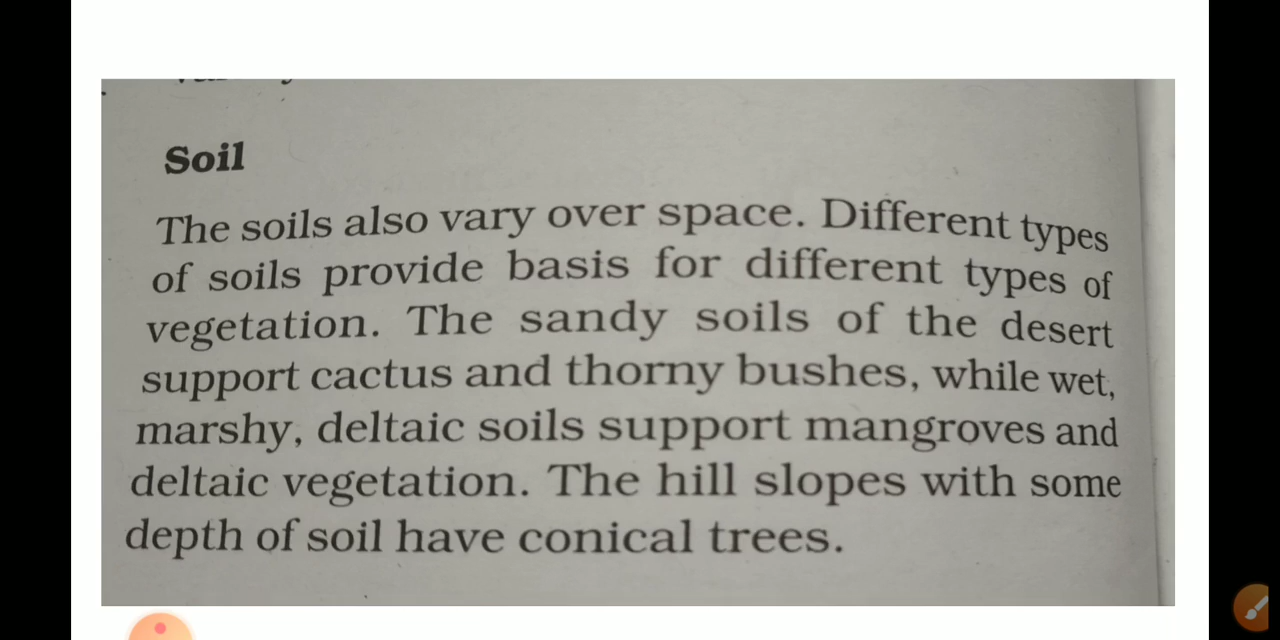 Soil
The soils also vary over space. Different types
of soils provide basis for different types of
vegetation. The sandy soils of the desert
support cactus and thorny bushes, while wet,
marshy, deltaic soils support mangroves and
deltaic vegetation. The hill slopes with some
depth of soil have conical trees.